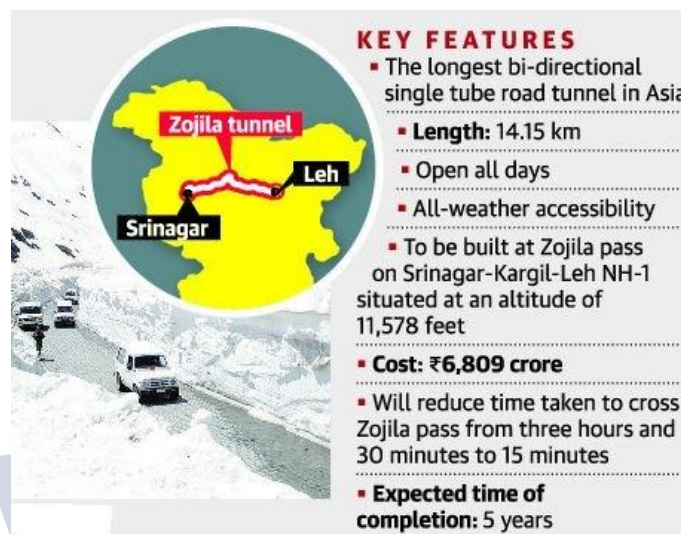 KEY FEATURES
▪ The longest bi-directional
single tube road tunnel in Asia
▪ Length: 14.15 km
▪ Open all days
▪ All-weather accessibility
▪ To be built at Zojila pass
on Srinagar-Kargil-Leh NH-1
situated at an altitude of
11,578 feet
▪ Cost: ₹6,809 crore
▪ Will reduce time taken to cross
Zojila pass from three hours and
30 minutes to 15 minutes
▪ Expected time of
completion: 5 years
Zojila tunnel
Leh
Srinagar